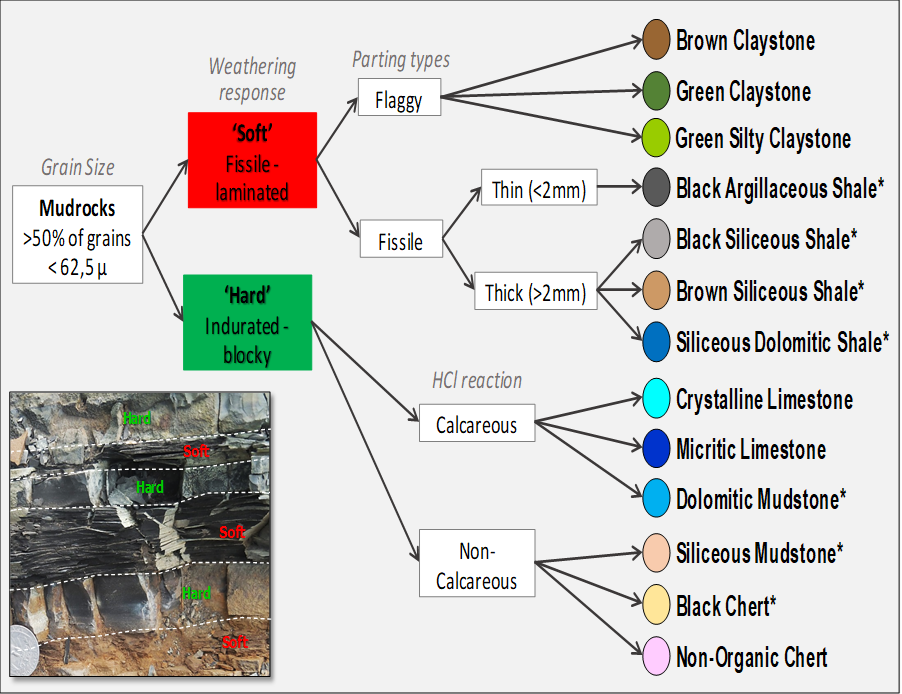 Grain Size
Mudrocks
>50% of grains
< 62,5 µ
Weathering
response
'Soft'
Fissile -
laminated
'Hard'
Indurated -
blocky
Parting types
Flaggy
Fissile
Thin (<2mm)
Thick (>2mm)
HCl reaction
Calcareous
Non-
Calcareous
Brown Claystone
Green Claystone
Green Silty Claystone
Black Argillaceous Shale*
Black Siliceous Shale*
Brown Siliceous Shale*
Siliceous Dolomitic Shale*
Crystalline Limestone
Micritic Limestone
Dolomitic Mudstone*
Siliceous Mudstone*
Black Chert*
Non-Organic Chert
Hard
Soft
Hard
Soft
Hard
Soft